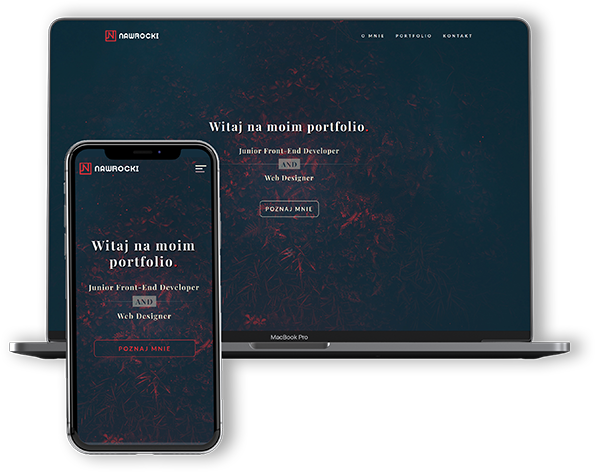 NAWROCKI
O MNIE PORTFOLIO KONTAKT
Witaj na moim portfolio.
Junior Front-End Developer
AND
Web Designer
POZNAJ MNIE
MacBook Pro
NAWROCKI
Witaj na moim
portfolio.
Junior Front-End Developer
AND
Web Designer
POZNAJ MNIE